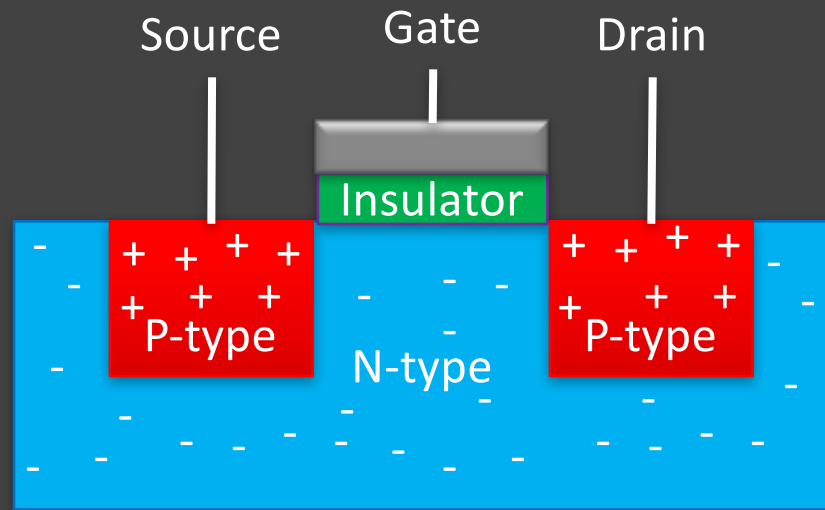 Source
Gate
Drain
Insulator
P-type
N-type
P-type